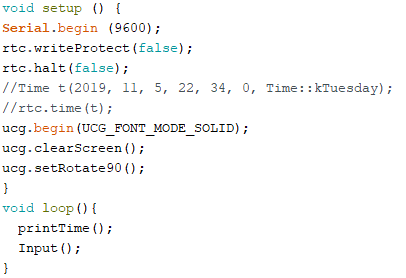 void setup () {
Serial.begin (9600);
rtc.writeProtect(false);
rtc.halt(false);
//Time t(2019, 11, 5, 22, 34, 0, Time::kTuesday);
//rtc.time(t);
ucg.begin(UCG_FONT_MODE_SOLID);
ucg.clearScreen();
ucg.setRotate90();
}
void loop(){
  printTime();
  Input();
}